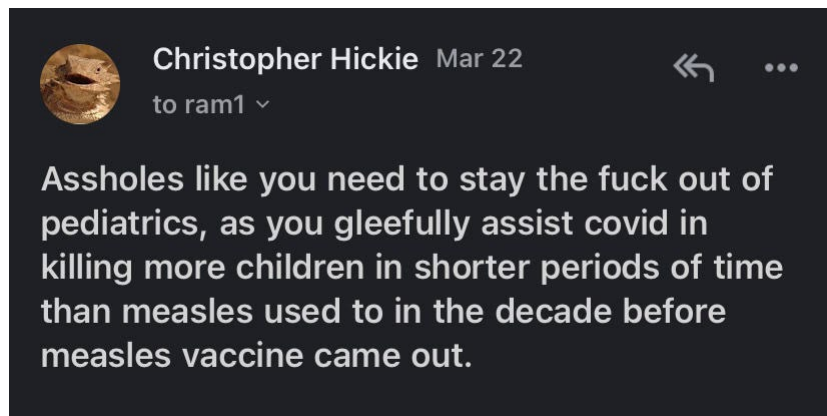 Christopher Hickie Mar 22
to ram1
Assholes like you need to stay the fuck out of
pediatrics, as you gleefully assist covid in
killing more children in shorter periods of time
than measles used to in the decade before
measles vaccine came out.